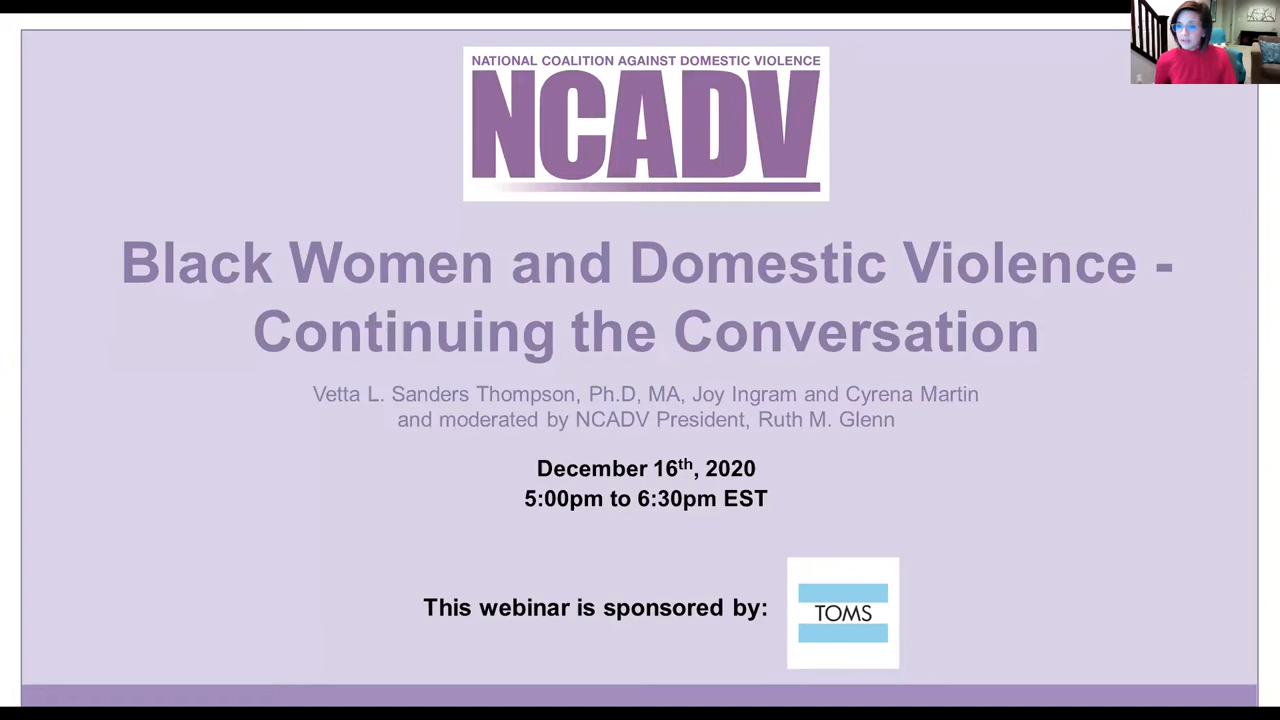 NATIONAL COALITION AGAINST DOMESTIC VIOLENCE
NCADV
Black Women and Domestic Violence -
Continuing the Conversation
Vetta L. Sanders Thompson, Ph.D, MA, Joy Ingram and Cyrena Martin
and moderated by NCADV President, Ruth M. Glenn
December 16th, 2020
5:00pm to 6:30pm EST
This webinar is sponsored by:
TOMS